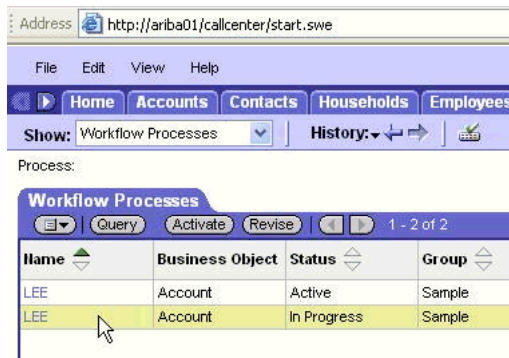 Address http://ariba01/callcenter/start.swe
File Edit View Help
Home Accounts Contacts Households Employees
Show: Workflow Processes History:
Process:
Workflow Processes
Query Activate Revise 1 - 2 of 2
Name Business Object Status Group
LEE Account Active Sample
LEE Account In Progress Sample